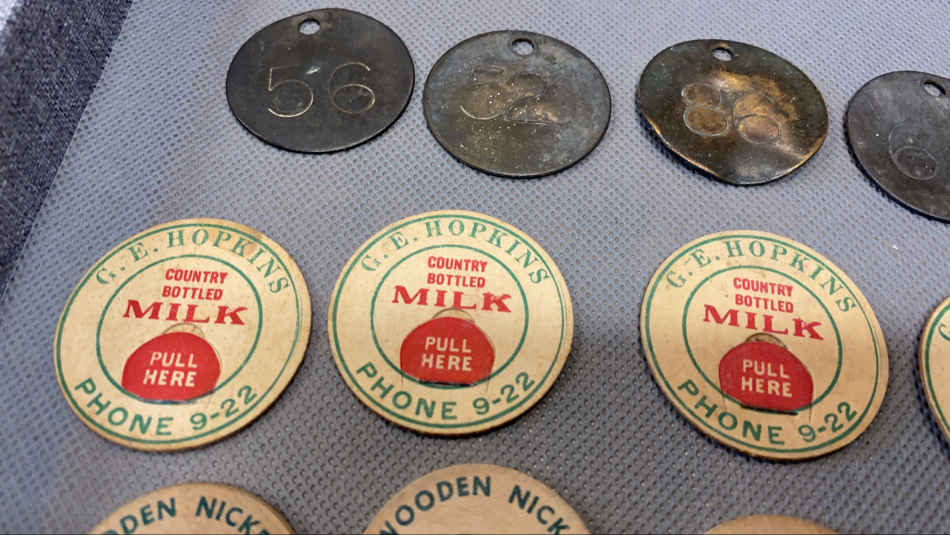 56
52
86
8
G. E. HOPKINS
COUNTRY
BOTTLED
MILK
PULL
HERE
PHONE 9-22
G. E. HOPKINS
COUNTRY
BOTTLED
MILK
PULL
HERE
PHONE 9-22
G. E. HOPKINS
COUNTRY
BOTTLED
MILK
PULL
HERE
PHONE 9-22
WOODEN NICK